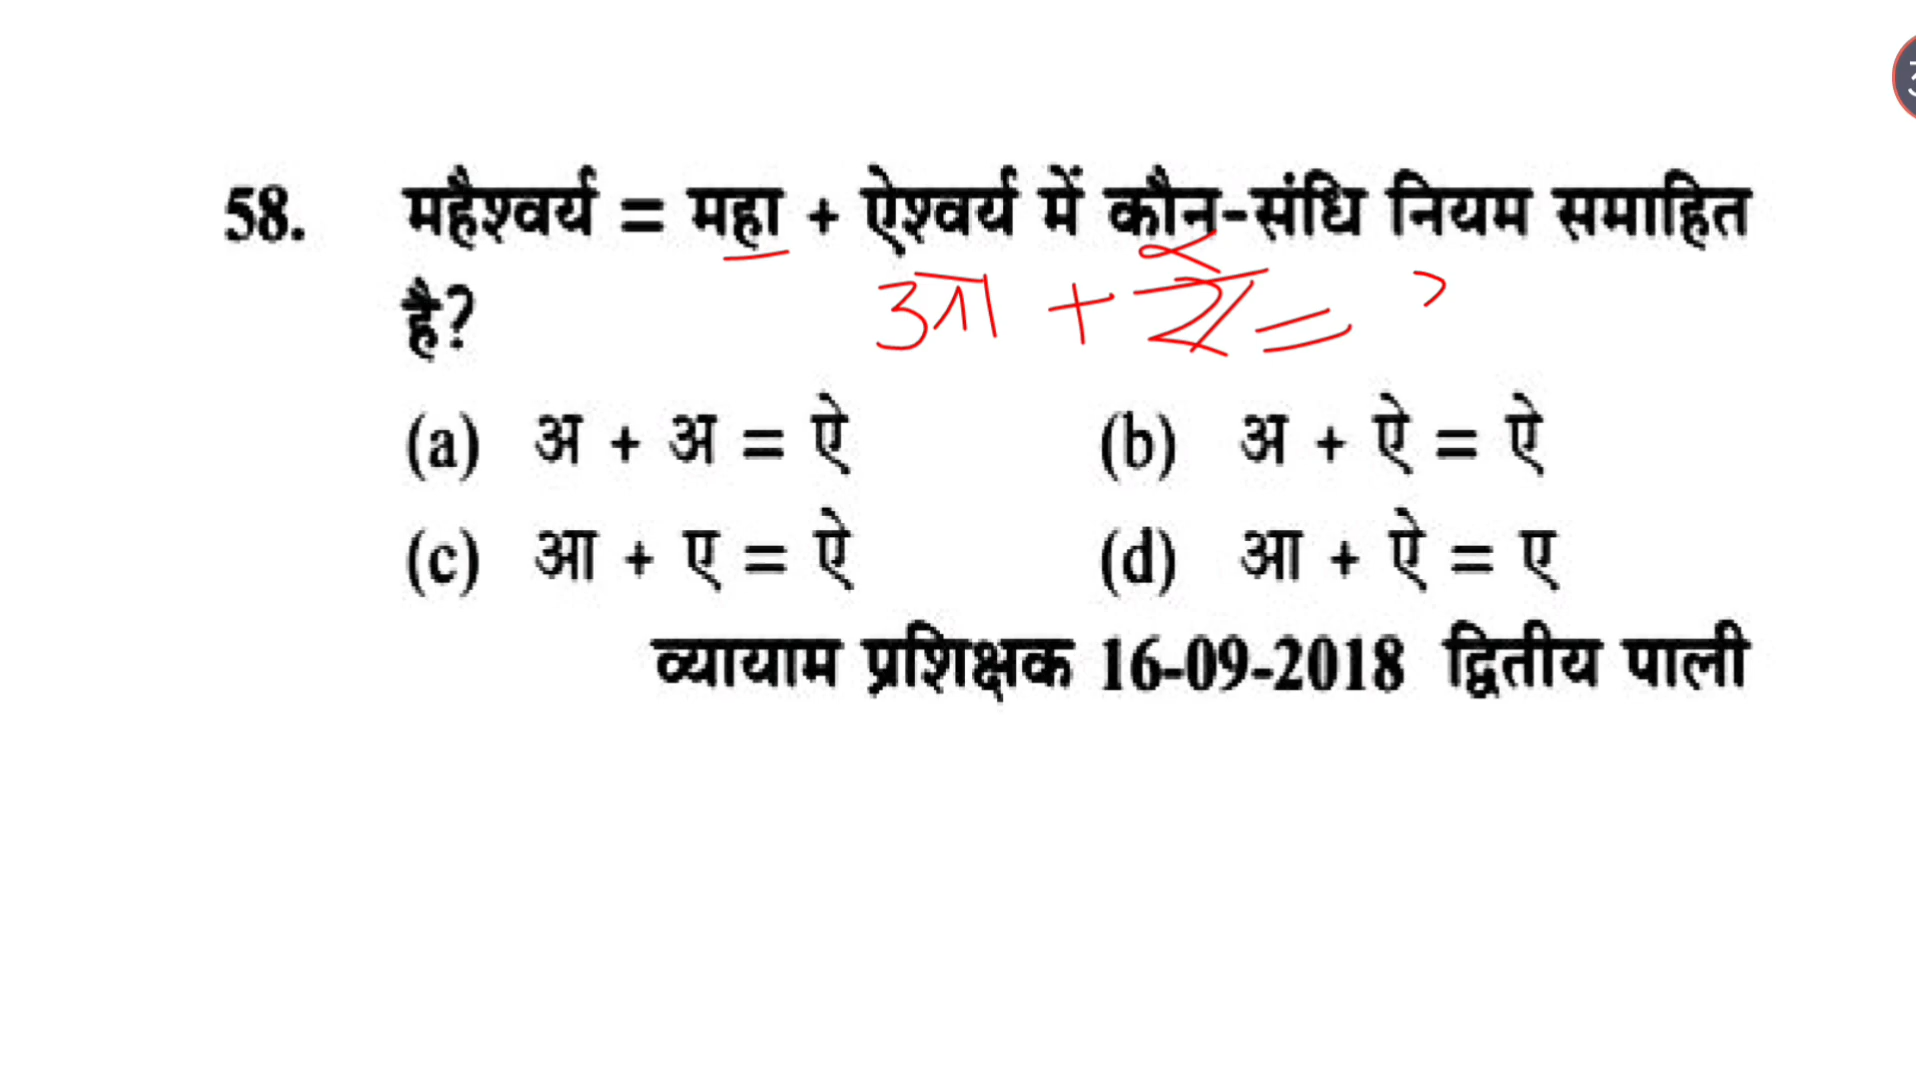 58. महैश्वर्य = महा + ऐश्वर्य में कौन-संधि नियम समाहित
है?
आ + ऐ =
(a) अ + अ = ऐ (b) अ + ऐ = ऐ
(c) आ + ए = ऐ (d) आ + ऐ = ए
व्यायाम प्रशिक्षक 16-09-2018 द्वितीय पाली